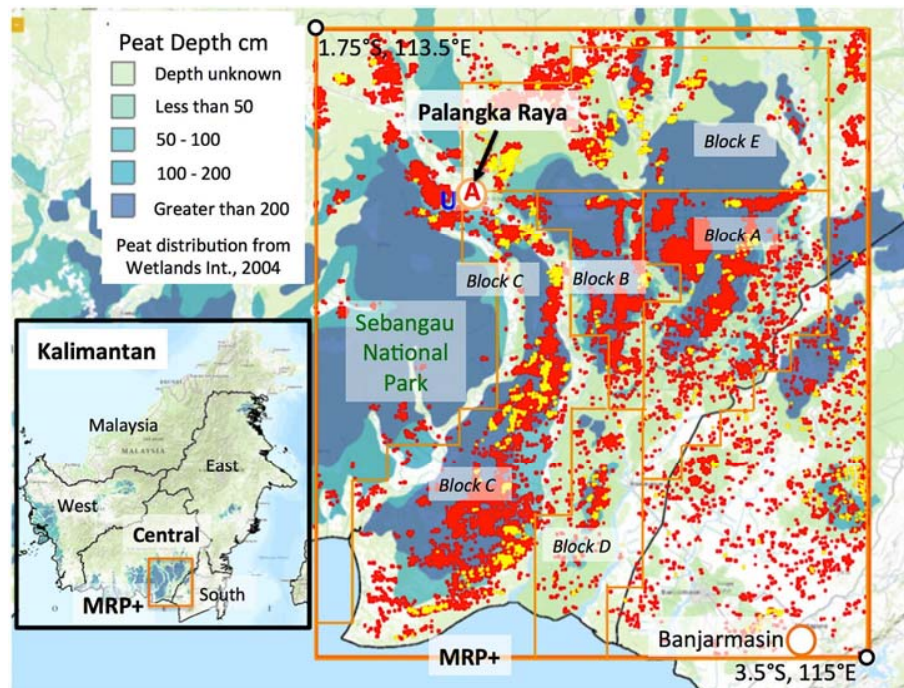 Peat Depth cm
Depth unknown
Less than 50
50 - 100
100 - 200
Greater than 200
Peat distribution from
Wetlands Int., 2004
1.75°S, 113.5°E
Palangka Raya
Block E
U
A
Block A
Block C
Block B
Sebangau
National
Park
Block C
Block D
Banjarmasin
MRP+
3.5°S, 115°E
Kalimantan
Malaysia
MALAYSIA
East
West
Central
South
MRP+